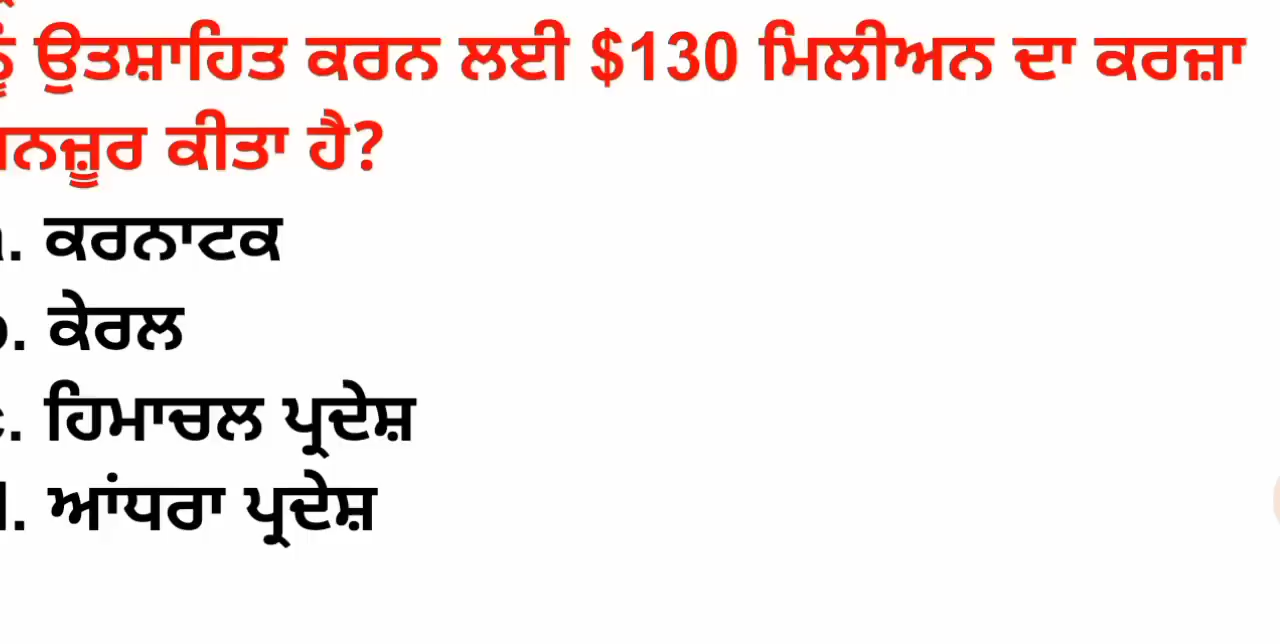 ਉਤਸ਼ਾਹਿਤ ਕਰਨ ਲਈ $130 ਮਿਲੀਅਨ ਦਾ ਕਰਜ਼ਾ
ਕੀਤਾ ਹੈ?
. ਕਰਨਾਟਕ
. ਕੇਰਲ
. ਹਿਮਾਚਲ ਪ੍ਰਦੇਸ਼
. ਆਂਧਰਾ ਪ੍ਰਦੇਸ਼